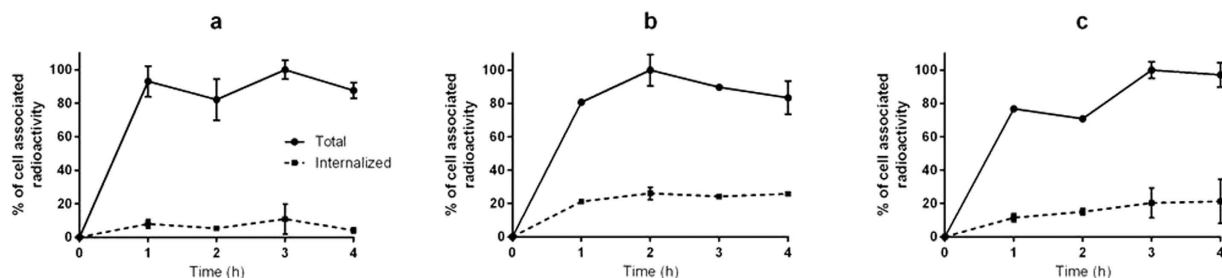 a
% of cell associated
radioactivity
100
80
60
40
20
0
0
1
2
3
4
Time (h)
Total
Internalized
b
% of cell associated
radioactivity
100
80
60
40
20
0
0
1
2
3
4
Time (h)
c
% of cell associated
radioactivity
100
80
60
40
20
0
0
1
2
3
4
Time (h)